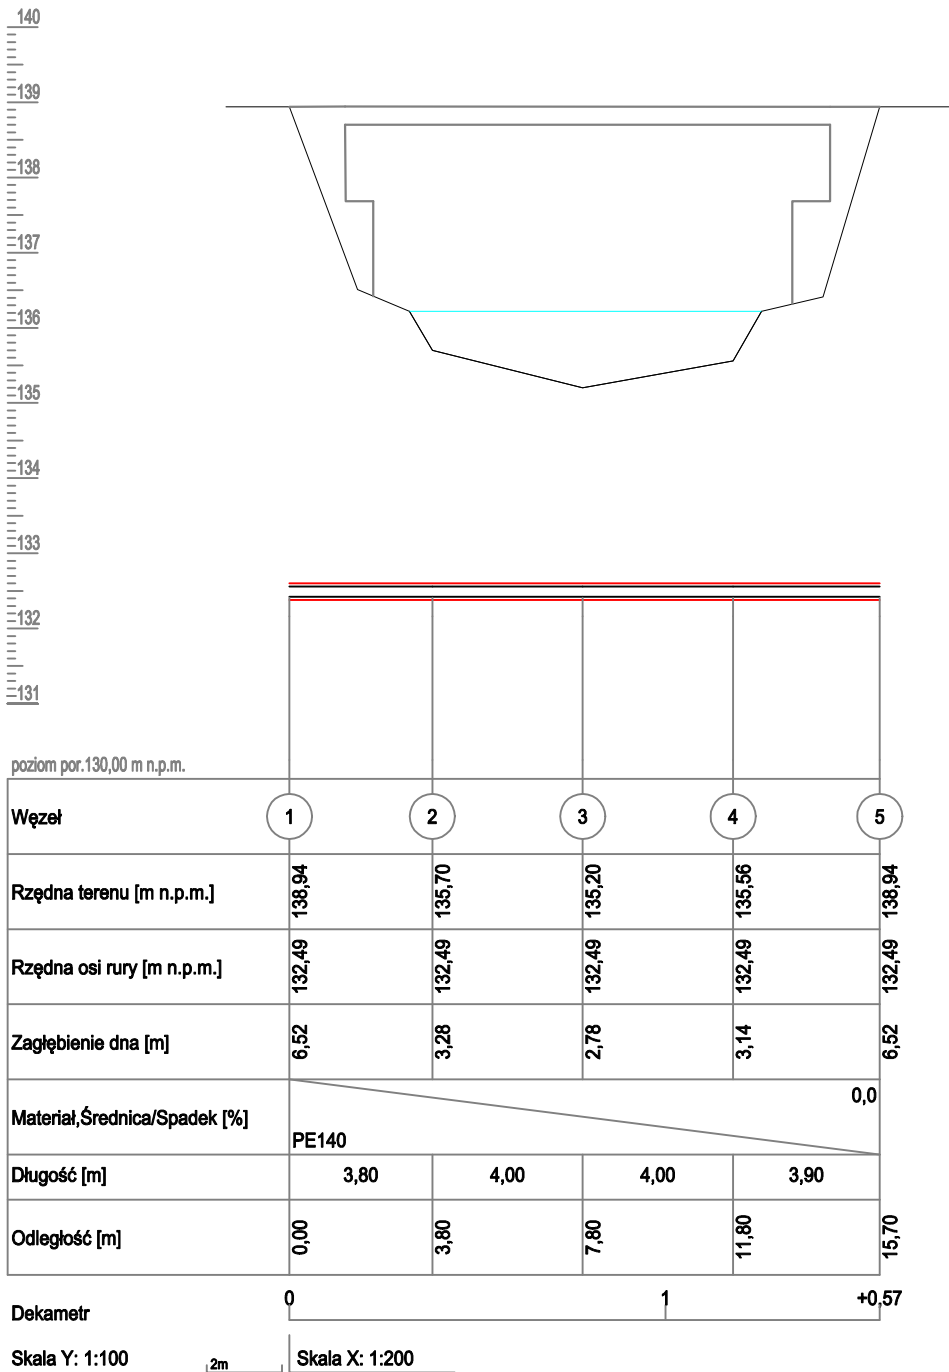 140
139
138
137
136
135
134
133
132
131
poziom por.130,00 m n.p.m.
Węzeł 1 2 3 4 5
Rzędna terenu [m n.p.m.] 138,94 135,70 135,20 135,56 138,94
Rzędna osi rury [m n.p.m.] 132,49 132,49 132,49 132,49 132,49
Zagłębienie dna [m] 6,52 3,28 2,78 3,14 6,52
0,0
Materiał,Średnica/Spadek [%]
PE140
Długość [m] 3,80 4,00 4,00 3,90
Odległość [m] 0,00 3,80 7,80 11,80 15,70
0 1 +0,57
Dekametr
Skala Y: 1:100 2m Skala X: 1:200